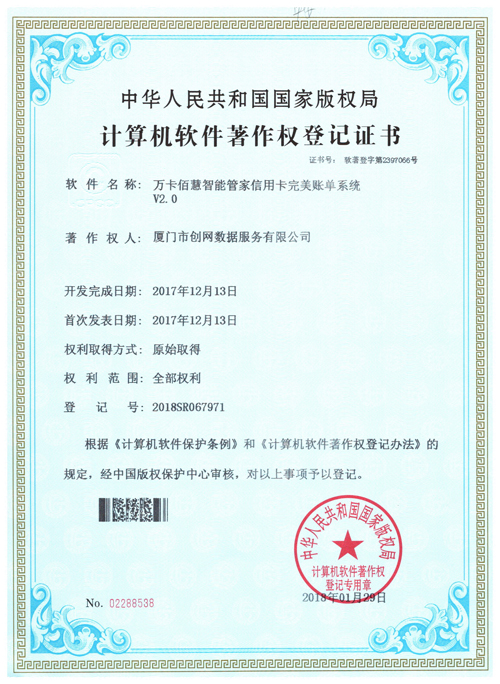 中华人民共和国国家版权局
计算机软件著作权登记证书
证书号： 软著登字第2397066号
软件名称： 万卡佰慧智能管家信用卡完美账单系统
V2.0
著作权人： 厦门市创网数据服务有限公司
开发完成日期： 2017年12月13日
首次发表日期： 2017年12月13日
权利取得方式： 原始取得
权利范围： 全部权利
登记号： 2018SR067971
根据《计算机软件保护条例》和《计算机软件著作权登记办法》的
规定，经中国版权保护中心审核，对以上事项予以登记。
中华人民共和国国家版权局
计算机软件著作权
登记专用章
2018年01月29日
No. 02288536